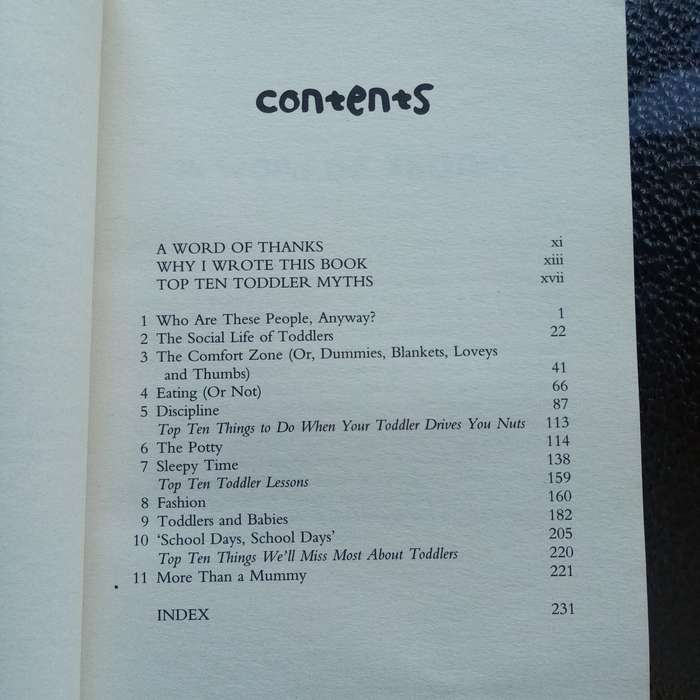 contents
A WORD OF THANKS xi
WHY I WROTE THIS BOOK xiii
TOP TEN TODDLER MYTHS xvii
1 Who Are These People, Anyway? 1
2 The Social Life of Toddlers 22
3 The Comfort Zone (Or, Dummies, Blankets, Loveys
and Thumbs) 41
4 Eating (Or Not) 66
5 Discipline 87
Top Ten Things to Do When Your Toddler Drives You Nuts 113
6 The Potty 114
7 Sleepy Time 138
Top Ten Toddler Lessons 159
8 Fashion 160
9 Toddlers and Babies 182
10 ‘School Days, School Days’ 205
Top Ten Things We'll Miss Most About Toddlers 220
11 More Than a Mummy 221
INDEX 231